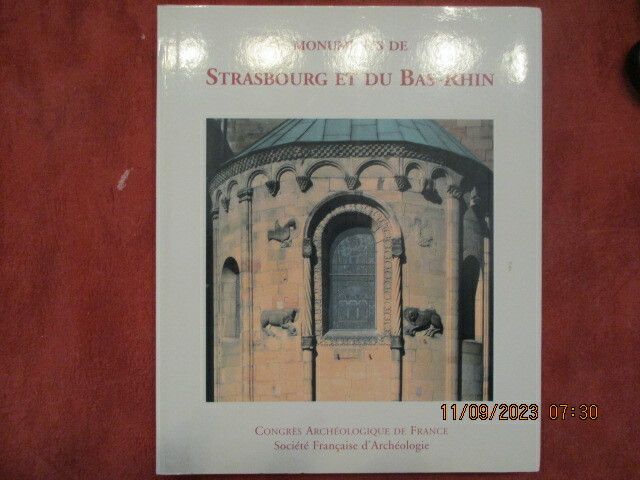 MONUMENTS DE
STRASBOURG ET DU BAS-RHIN
11/09/2023 07:30
CONGRÈS ARCHÉOLOGIQUE DE FRANCE
Société Française d'Archéologie